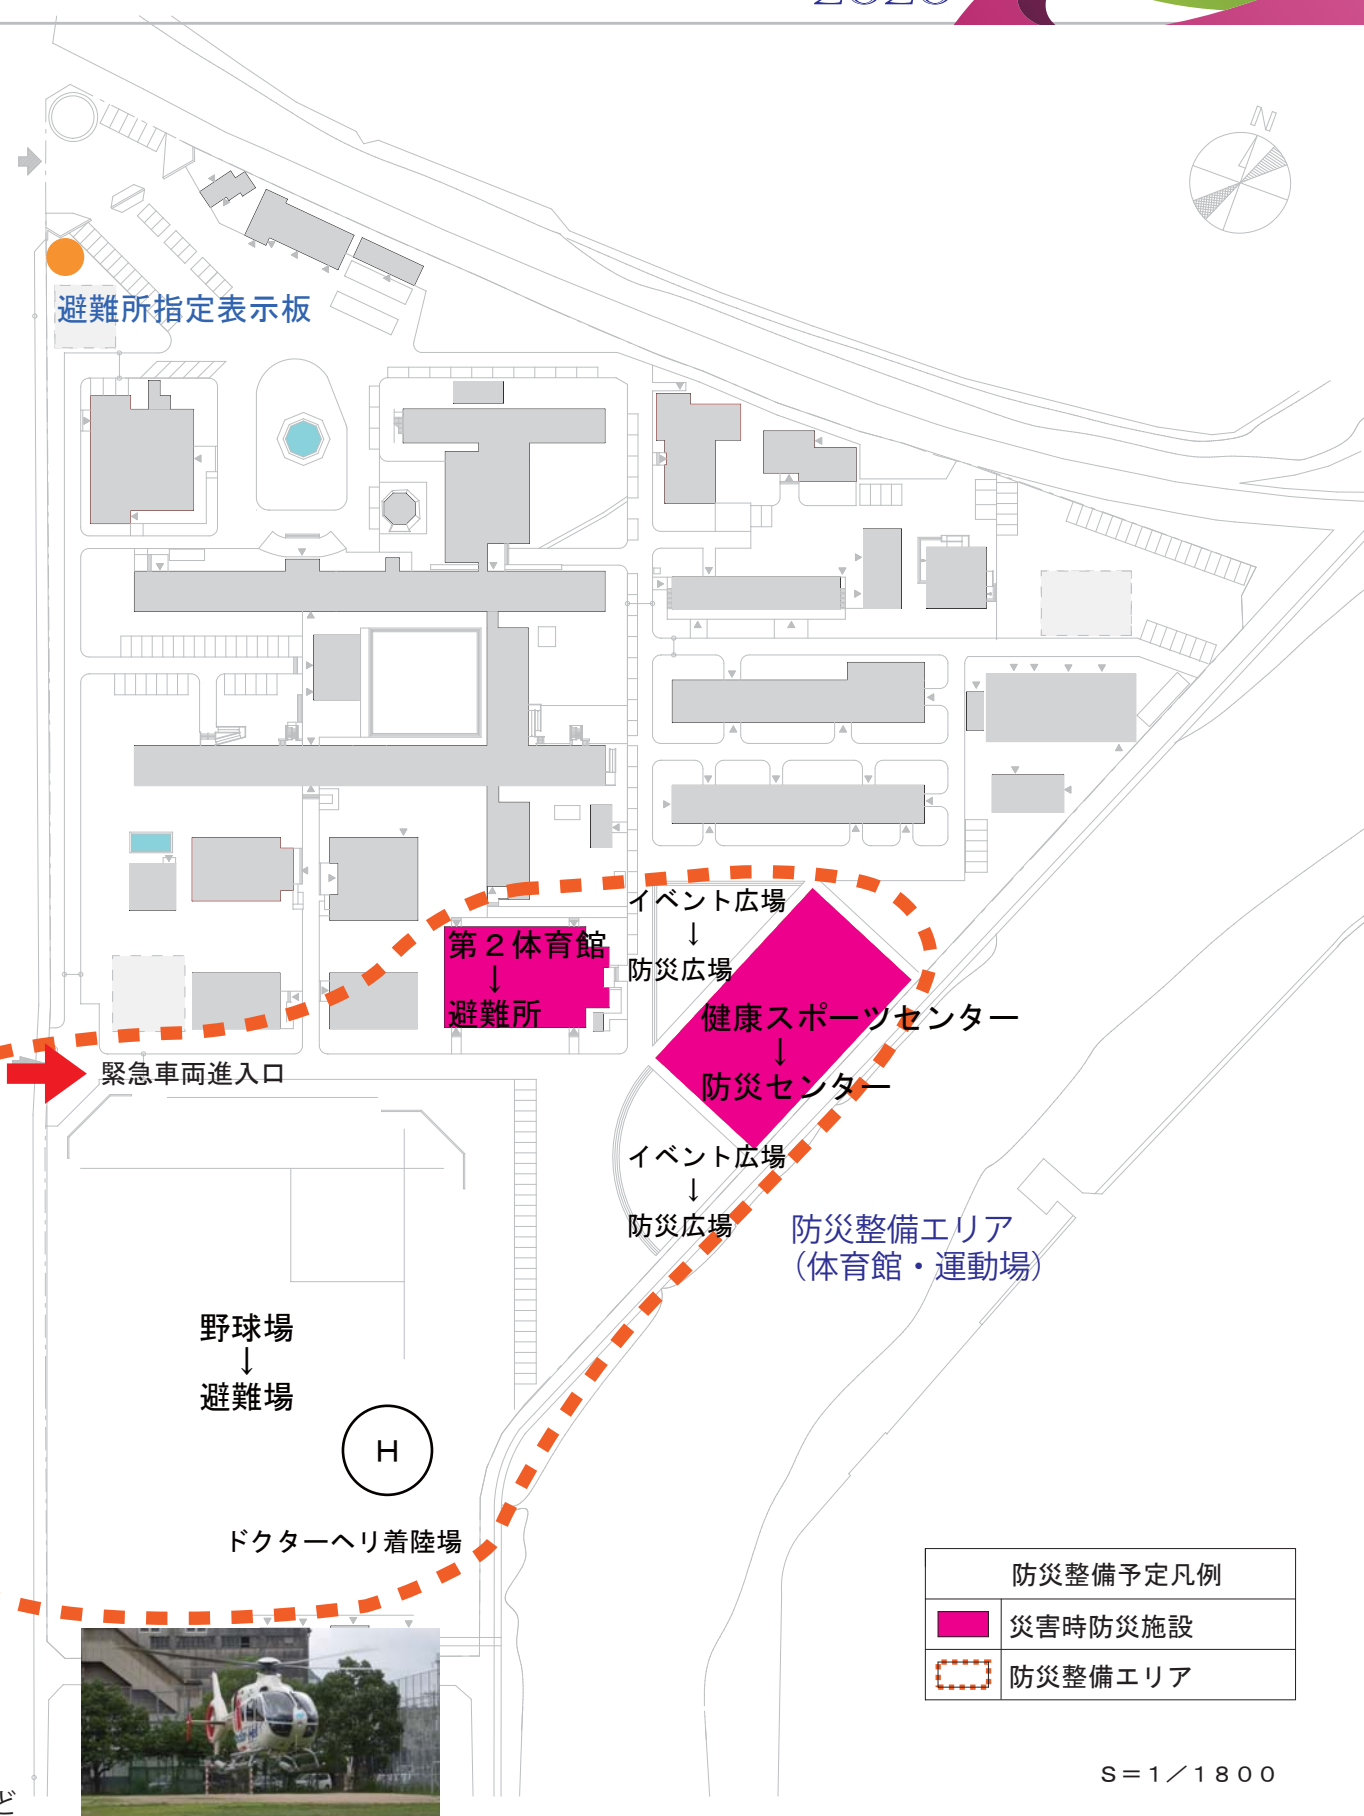 2020
N
避難所指定表示板
イベント広場
↓
防災広場
第２体育館
↓
避難所
健康スポーツセンター
↓
防災センター
緊急車両進入口
イベント広場
↓
防災広場
防災整備エリア
（体育館・運動場）
野球場
↓
避難場
H
ドクターヘリ着陸場
防災整備予定凡例
災害時防災施設
防災整備エリア
S＝１／１８００
ど